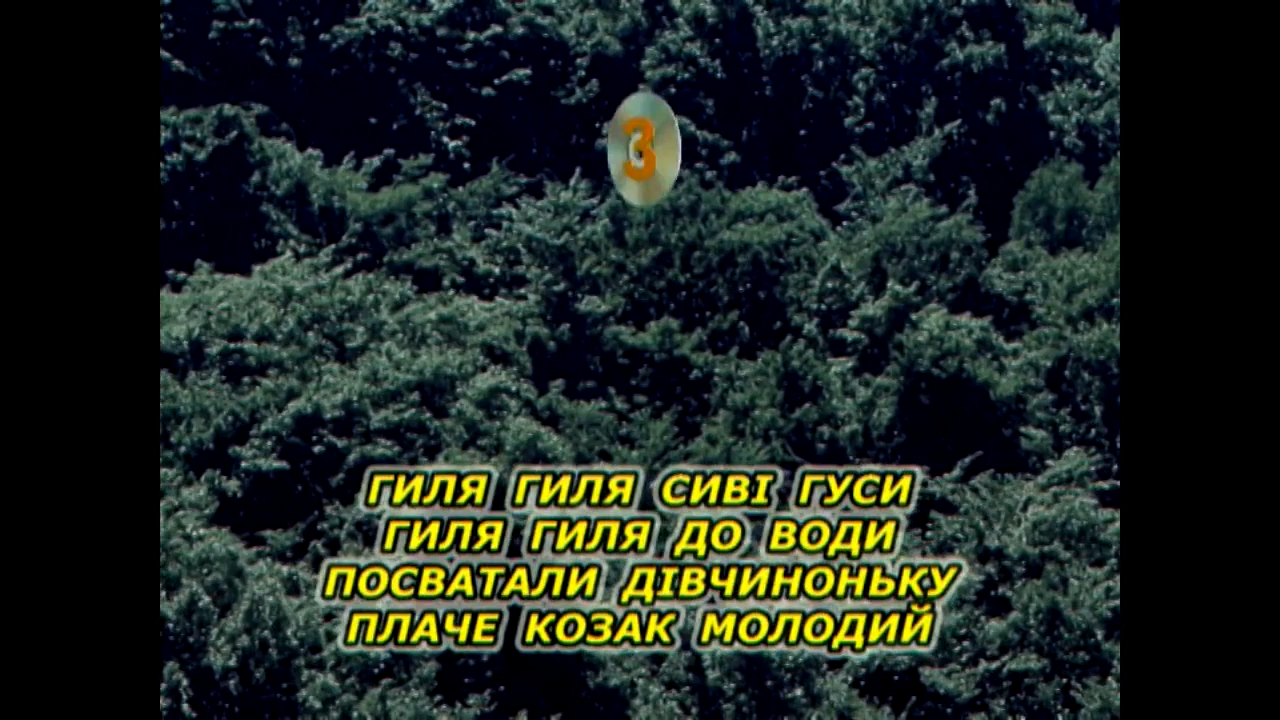 3
ГИЛЯ ГИЛЯ СИВІ ГУСИ
ГИЛЯ ГИЛЯ ДО ВОДИ
ПОСВАТАЛИ ДІВЧИНОНЬКУ
ПЛАЧЕ КОЗАК МОЛОДИЙ